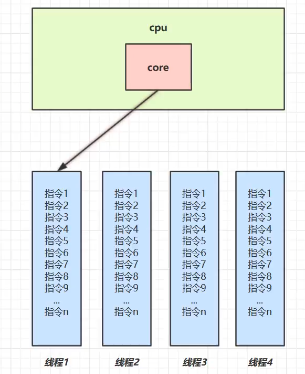 cpu
core
指令1
指令2
指令3
指令4
指令5
指令6
指令7
指令8
指令9
...
指令n
指令1
指令2
指令3
指令4
指令5
指令6
指令7
指令8
指令9
...
指令n
指令1
指令2
指令3
指令4
指令5
指令6
指令7
指令8
指令9
...
指令n
指令1
指令2
指令3
指令4
指令5
指令6
指令7
指令8
指令9
...
指令n
线程1
线程2
线程3
线程4